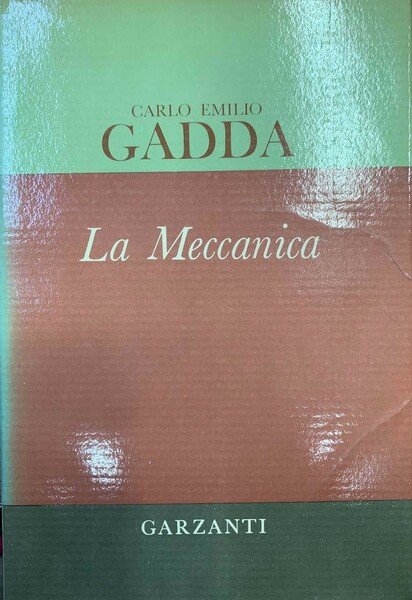 CARLO EMILIO
GADDA
La Meccanica
GARZANTI